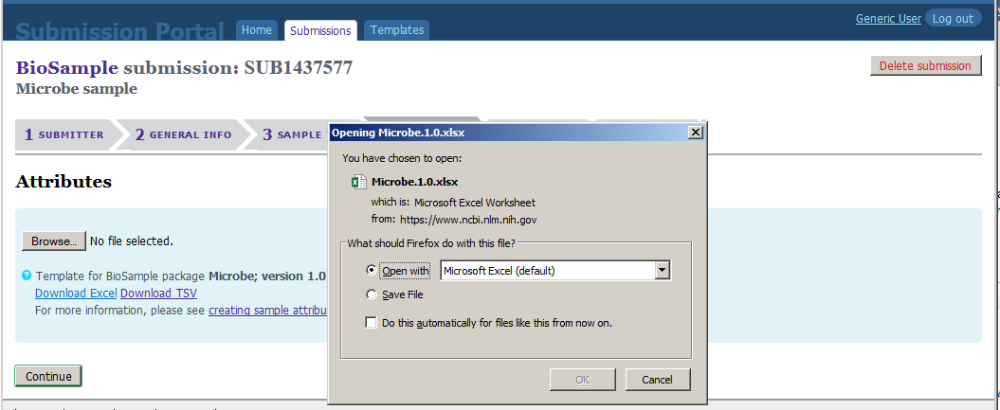 Submission Portal Home Submissions Templates Generic User Log out
BioSample submission: SUB1437577 Delete submission
Microbe sample
1 SUBMITTER 2 GENERAL INFO 3 SAMPLE
Opening Microbe.1.0.xlsx
You have chosen to open:
Microbe.1.0.xlsx
which is: Microsoft Excel Worksheet
from: https://www.ncbi.nlm.nih.gov
What should Firefox do with this file?
Open with Microsoft Excel (default)
Save File
Do this automatically for files like this from now on.
OK Cancel
Attributes
Browse... No file selected.
Template for BioSample package Microbe; version 1.0
Download Excel Download TSV
For more information, please see creating sample attribu
Continue